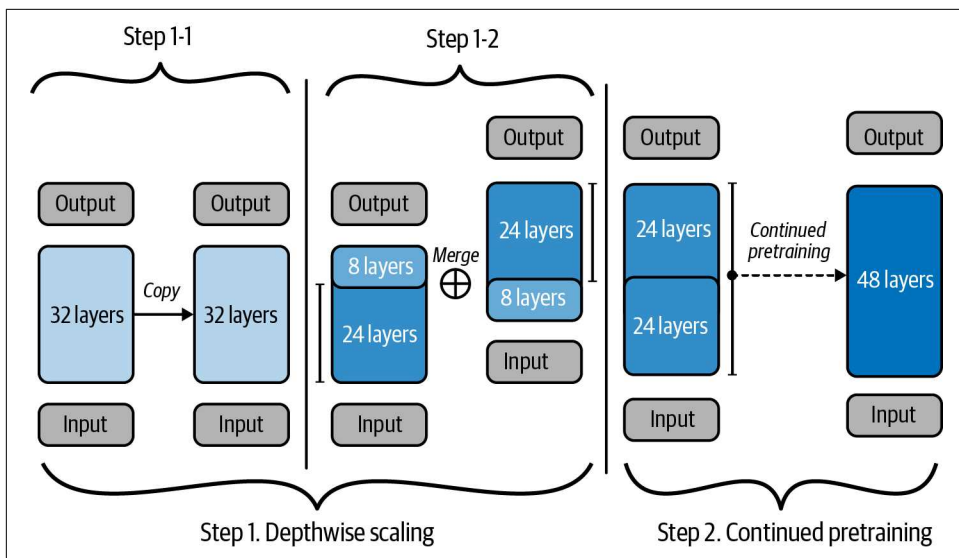 Step 1-1
Step 1-2
Output
Output
32 layers
Copy
32 layers
Input
Input
Output
8 layers
24 layers
Input
Merge
Output
24 layers
8 layers
Input
Output
24 layers
24 layers
Input
Continued
pretraining
Output
48 layers
Input
Step 1. Depthwise scaling
Step 2. Continued pretraining